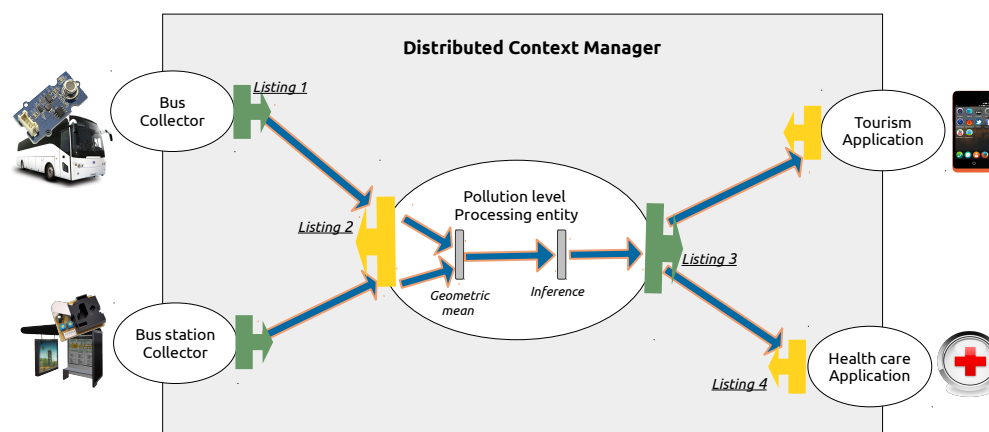 Distributed Context Manager
Listing 1
Bus
Collector
Tourism
Application
Pollution level
Processing entity
Listing 2
Listing 3
Geometric
mean
Inference
Bus station
Collector
Health care
Application
Listing 4